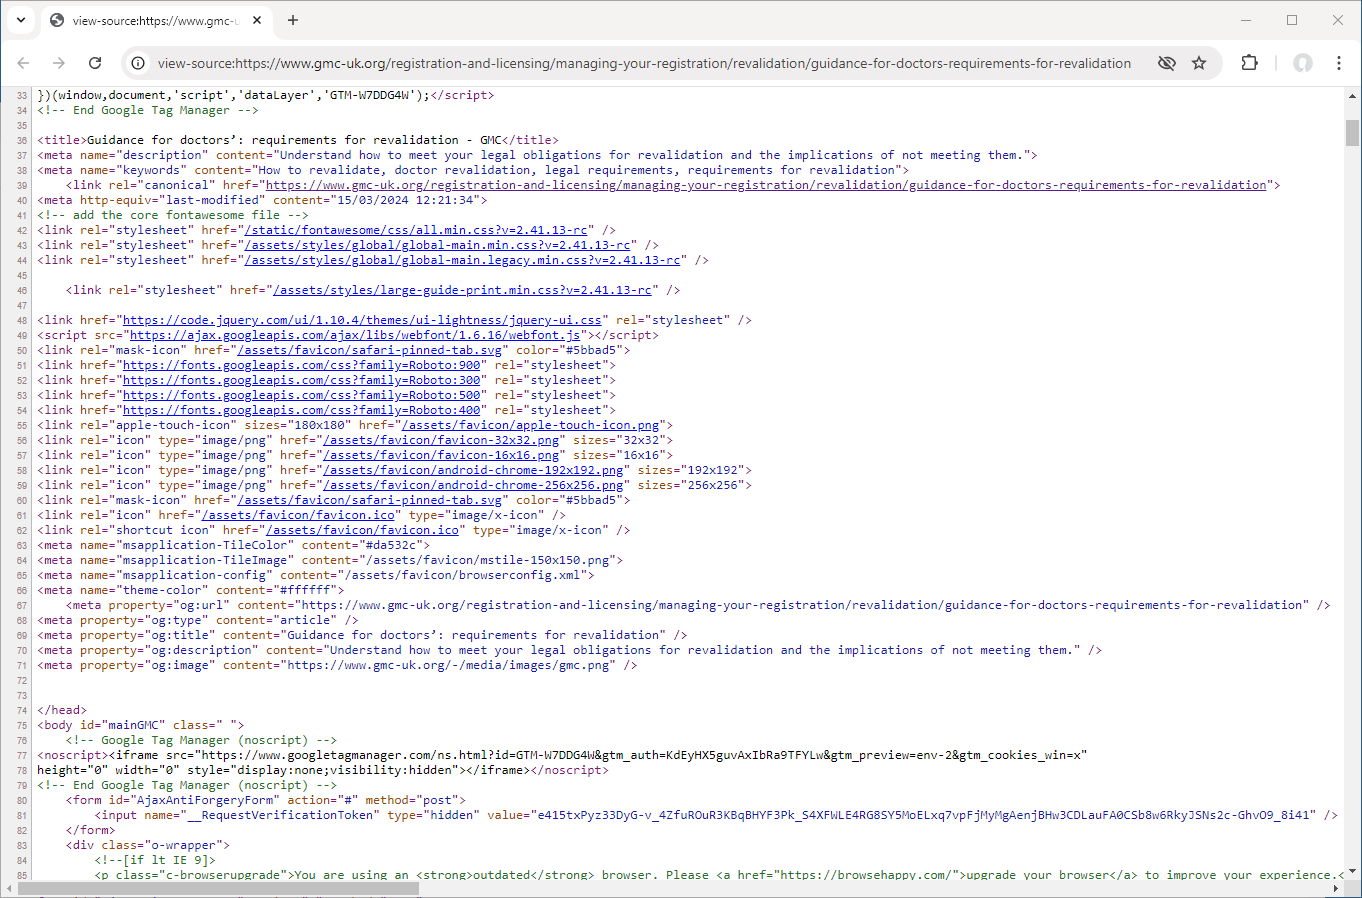 view-source:https://www.gmc-u
view-source:https://www.gmc-uk.org/registration-and-licensing/managing-your-registration/revalidation/guidance-for-doctors-requirements-for-revalidation
33 })(window,document,'script','dataLayer','GTM-W7DDG4W');</script>
34 <!-- End Google Tag Manager -->
35
36 <title>Guidance for doctors’: requirements for revalidation - GMC</title>
37 <meta name="description" content="Understand how to meet your legal obligations for revalidation and the implications of not meeting them.">
38 <meta name="keywords" content="How to revalidate, doctor revalidation, legal requirements, requirements for revalidation">
39 <link rel="canonical" href="https://www.gmc-uk.org/registration-and-licensing/managing-your-registration/revalidation/guidance-for-doctors-requirements-for-revalidation">
40 <meta http-equiv="last-modified" content="15/03/2024 12:21:34">
41 <!-- add the core fontawesome file -->
42 <link rel="stylesheet" href="/static/fontawesome/css/all.min.css?v=2.41.13-rc" />
43 <link rel="stylesheet" href="/assets/styles/global/global-main.min.css?v=2.41.13-rc" />
44 <link rel="stylesheet" href="/assets/styles/global/global-main.legacy.min.css?v=2.41.13-rc" />
45
46 <link rel="stylesheet" href="/assets/styles/large-guide-print.min.css?v=2.41.13-rc" />
47
48 <link href="https://code.jquery.com/ui/1.10.4/themes/ui-lightness/jquery-ui.css" rel="stylesheet" />
49 <script src="https://ajax.googleapis.com/ajax/libs/webfont/1.6.16/webfont.js"></script>
50 <link rel="mask-icon" href="/assets/favicon/safari-pinned-tab.svg" color="#5bbad5">
51 <link href="https://fonts.googleapis.com/css?family=Roboto:900" rel="stylesheet">
52 <link href="https://fonts.googleapis.com/css?family=Roboto:300" rel="stylesheet">
53 <link href="https://fonts.googleapis.com/css?family=Roboto:500" rel="stylesheet">
54 <link href="https://fonts.googleapis.com/css?family=Roboto:400" rel="stylesheet">
55 <link rel="apple-touch-icon" sizes="180x180" href="/assets/favicon/apple-touch-icon.png">
56 <link rel="icon" type="image/png" href="/assets/favicon/favicon-32x32.png" sizes="32x32">
57 <link rel="icon" type="image/png" href="/assets/favicon/favicon-16x16.png" sizes="16x16">
58 <link rel="icon" type="image/png" href="/assets/favicon/android-chrome-192x192.png" sizes="192x192">
59 <link rel="icon" type="image/png" href="/assets/favicon/android-chrome-256x256.png" sizes="256x256">
60 <link rel="mask-icon" href="/assets/favicon/safari-pinned-tab.svg" color="#5bbad5">
61 <link rel="icon" href="/assets/favicon/favicon.ico" type="image/x-icon" />
62 <link rel="shortcut icon" href="/assets/favicon/favicon.ico" type="image/x-icon" />
63 <meta name="msapplication-TileColor" content="#da532c">
64 <meta name="msapplication-TileImage" content="/assets/favicon/mstile-150x150.png">
65 <meta name="msapplication-config" content="/assets/favicon/browserconfig.xml">
66 <meta name="theme-color" content="#ffffff">
67 <meta property="og:url" content="https://www.gmc-uk.org/registration-and-licensing/managing-your-registration/revalidation/guidance-for-doctors-requirements-for-revalidation" />
68 <meta property="og:type" content="article" />
69 <meta property="og:title" content="Guidance for doctors’: requirements for revalidation" />
70 <meta property="og:description" content="Understand how to meet your legal obligations for revalidation and the implications of not meeting them." />
71 <meta property="og:image" content="https://www.gmc-uk.org/-/media/images/gmc.png" />
72
73
74 </head>
75 <body id="mainGMC" class=" ">
76 <!-- Google Tag Manager (noscript) -->
77 <noscript><iframe src="https://www.googletagmanager.com/ns.html?id=GTM-W7DDG4W&gtm_auth=KdEyHX5guvAxIbRa9TFYLw&gtm_preview=env-2&gtm_cookies_win=x"
78 height="0" width="0" style="display:none;visibility:hidden"></iframe></noscript>
79 <!-- End Google Tag Manager (noscript) -->
80 <form id="AjaxAntiForgeryForm" action="#" method="post">
81 <input name="__RequestVerificationToken" type="hidden" value="e415txPyz33DyG-v_4ZfuROuR3KBqBHYF3Pk_S4XFWLE4RG8SY5MoELxq7vpFjMyMgAenjBHw3CDLauFA0CSb8w6RkyJSNs2c-GhvO9_8i41" />
82 </form>
83 <div class="o-wrapper">
84 <!--[if lt IE 9]>
85 <p class="c-browserupgrade">You are using an <strong>outdated</strong> browser. Please <a href="https://browsehappy.com/">upgrade your browser</a> to improve your experience.<